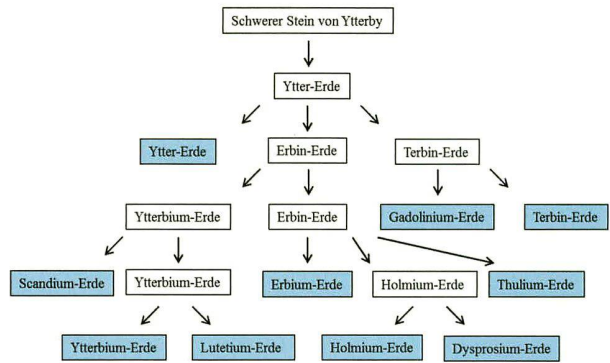 Schwerer Stein von Ytterby
Ytter-Erde
Ytter-Erde
Erbin-Erde
Terbin-Erde
Ytterbium-Erde
Erbin-Erde
Gadolinium-Erde
Terbin-Erde
Scandium-Erde
Ytterbium-Erde
Erbium-Erde
Holmium-Erde
Thulium-Erde
Ytterbium-Erde
Lutetium-Erde
Holmium-Erde
Dysprosium-Erde